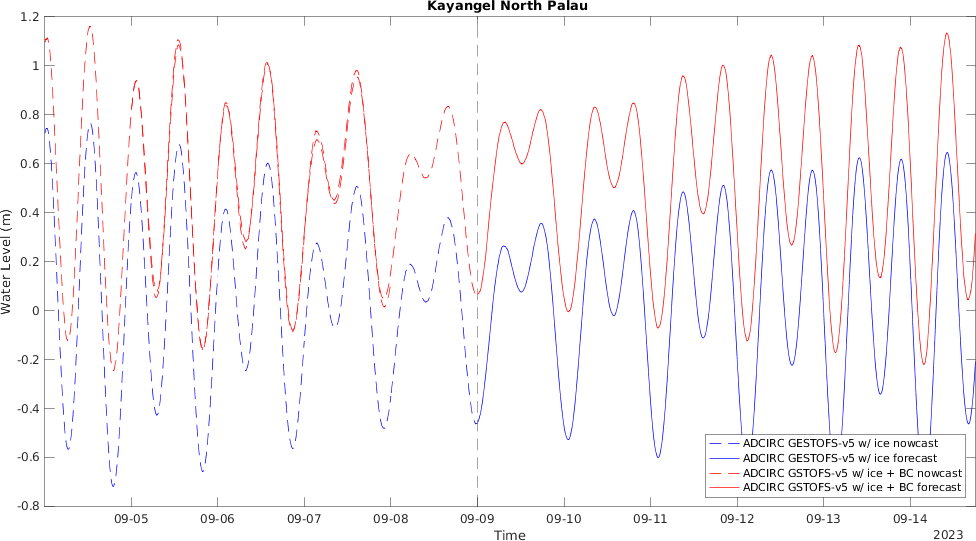 Kayangel North Palau
1.2
1
0.8
0.6
0.4
0.2
0
-0.2
-0.4
-0.6
-0.8
Water Level (m)
09-05 09-06 09-07 09-08 09-09 09-10 09-11 09-12 09-13 09-14
Time
2023
ADCIRC GESTOFS-v5 w/ ice nowcast
ADCIRC GESTOFS-v5 w/ ice forecast
ADCIRC GSTOFS-v5 w/ ice + BC nowcast
ADCIRC GSTOFS-v5 w/ ice + BC forecast